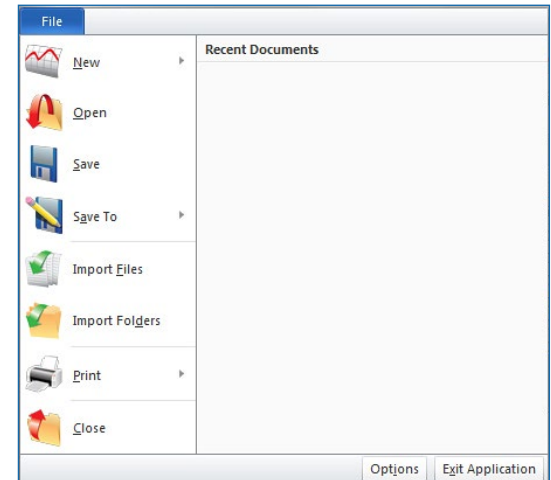 File
New
Open
Save
Save To
Import Files
Import Folders
Print
Close
Recent Documents
Options
Exit Application